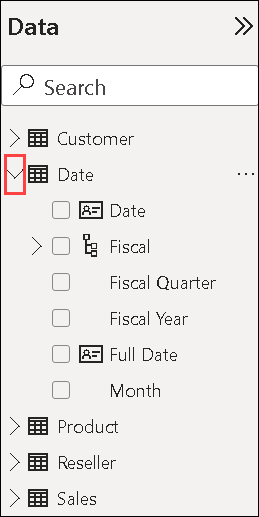 Data
Search
Customer
Date
Date
Fiscal
Fiscal Quarter
Fiscal Year
Full Date
Month
Product
Reseller
Sales